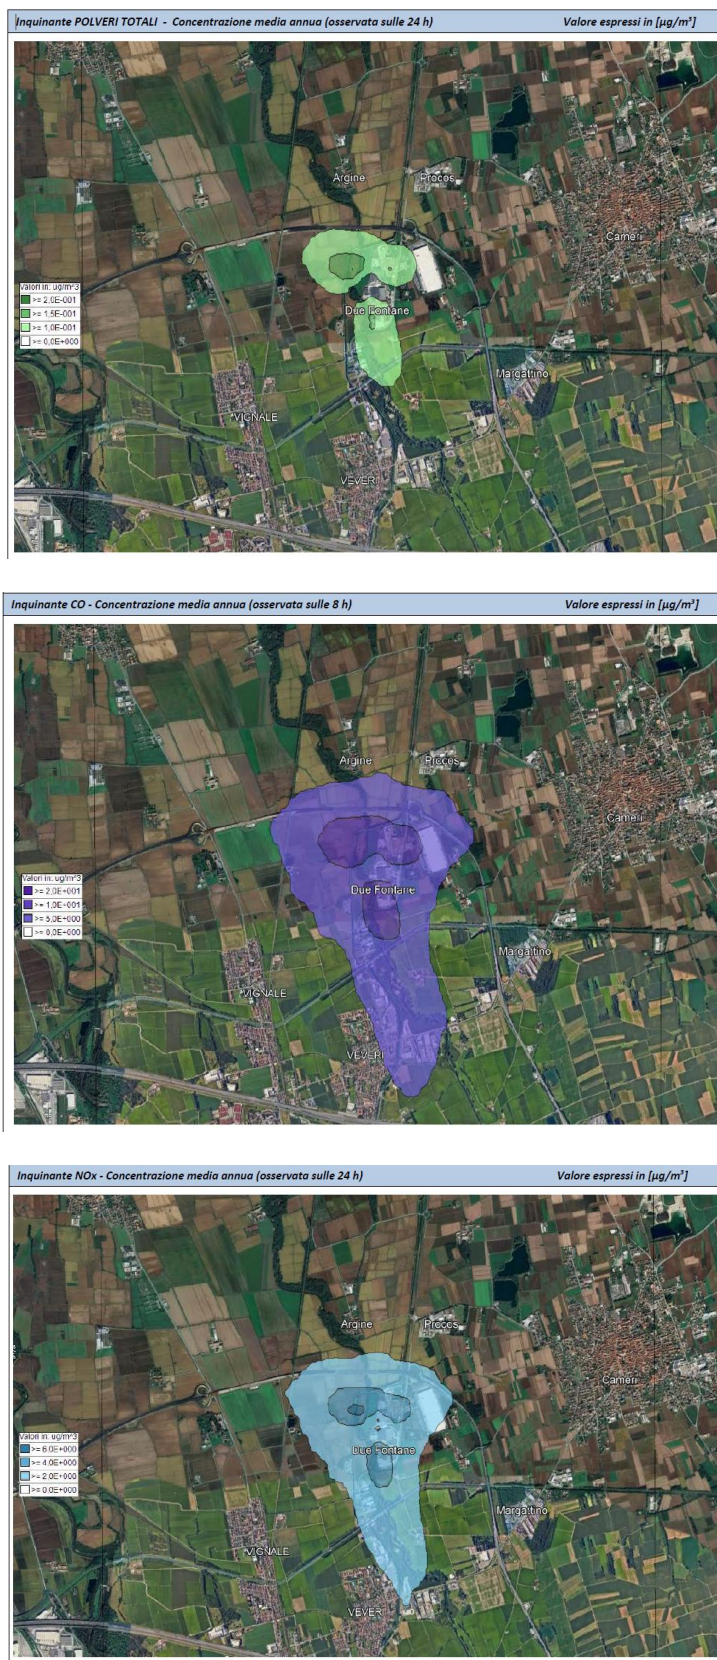 Inquinante POLVERI TOTALI - Concentrazione media annua (osservata sulle 24 h) Valore espressi in [µg/m³]
Argine
Procos
Cameri
Valori in: ug/m^3
>= 2,0E-001
>= 1,5E-001
>= 1,0E-001
>= 0,0E+000
Due Fontane
Margattino
VIGNALE
VEVERI
Inquinante CO - Concentrazione media annua (osservata sulle 8 h) Valore espressi in [µg/m³]
Argine
Procos
Cameri
Valori in: ug/m^3
>= 2,0E+001
>= 1,0E+001
>= 5,0E+000
>= 0,0E+000
Due Fontane
Margattino
VIGNALE
VEVERI
Inquinante NOx - Concentrazione media annua (osservata sulle 24 h) Valore espressi in [µg/m³]
Argine
Procos
Cameri
Valori in: ug/m^3
>= 6,0E+000
>= 4,0E+000
>= 2,0E+000
>= 0,0E+000
Due Fontane
Margattino
VIGNALE
VEVERI